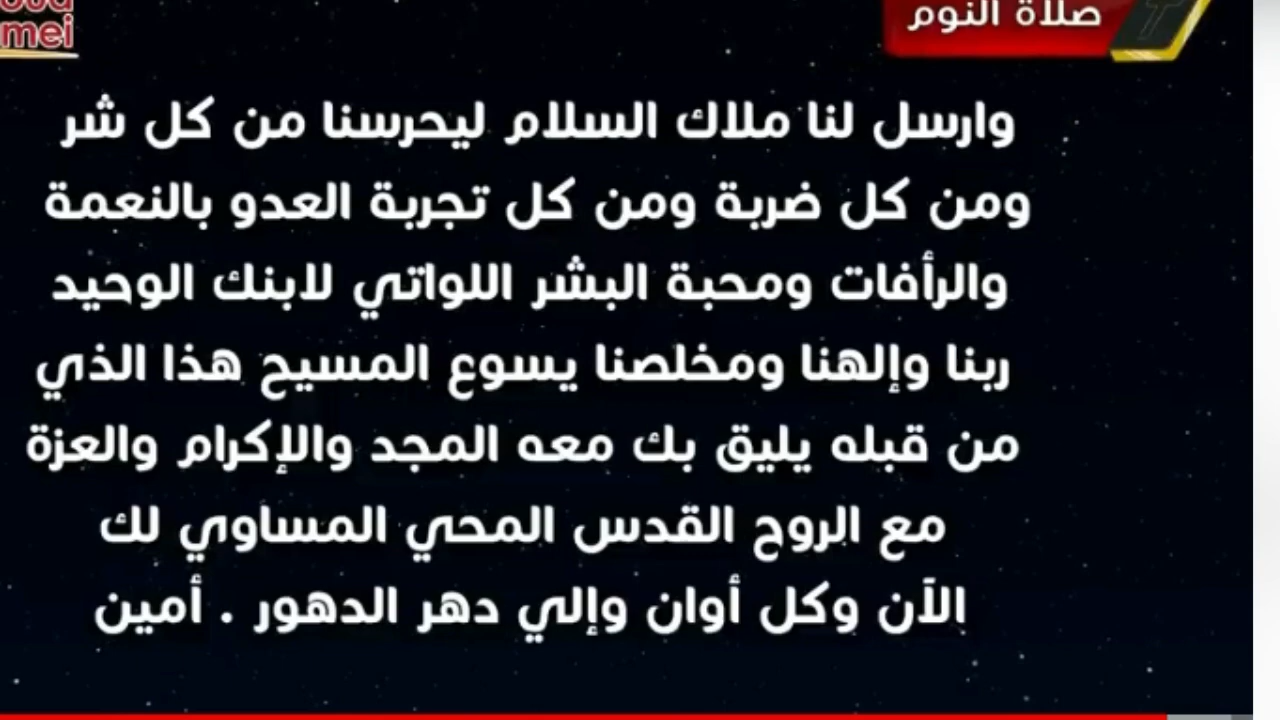 صلاة النوم
mei
وارسل لنا ملاك السلام ليحرسنا من كل شر
ومن كل ضربة ومن كل تجربة العدو بالنعمة
والرأفات ومحبة البشر اللواتي لابنك الوحيد
ربنا وإلهنا ومخلصنا يسوع المسيح هذا الذي
من قبله يليق بك معه المجد والإكرام والعزة
مع الروح القدس المحي المساوي لك
الآن وكل أوان وإلي دهر الدهور . أمين